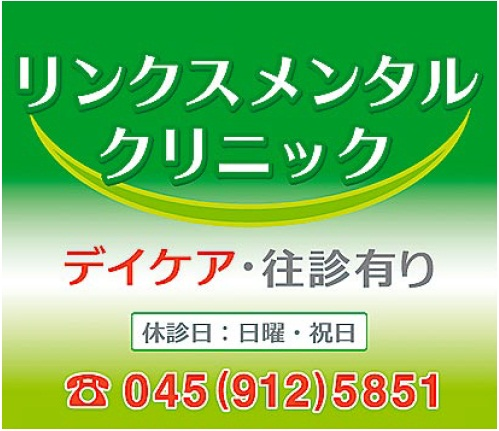 リンクスメンタル
クリニック
デイケア・往診有り
休診日：日曜・祝日
☎ 045(912)5851